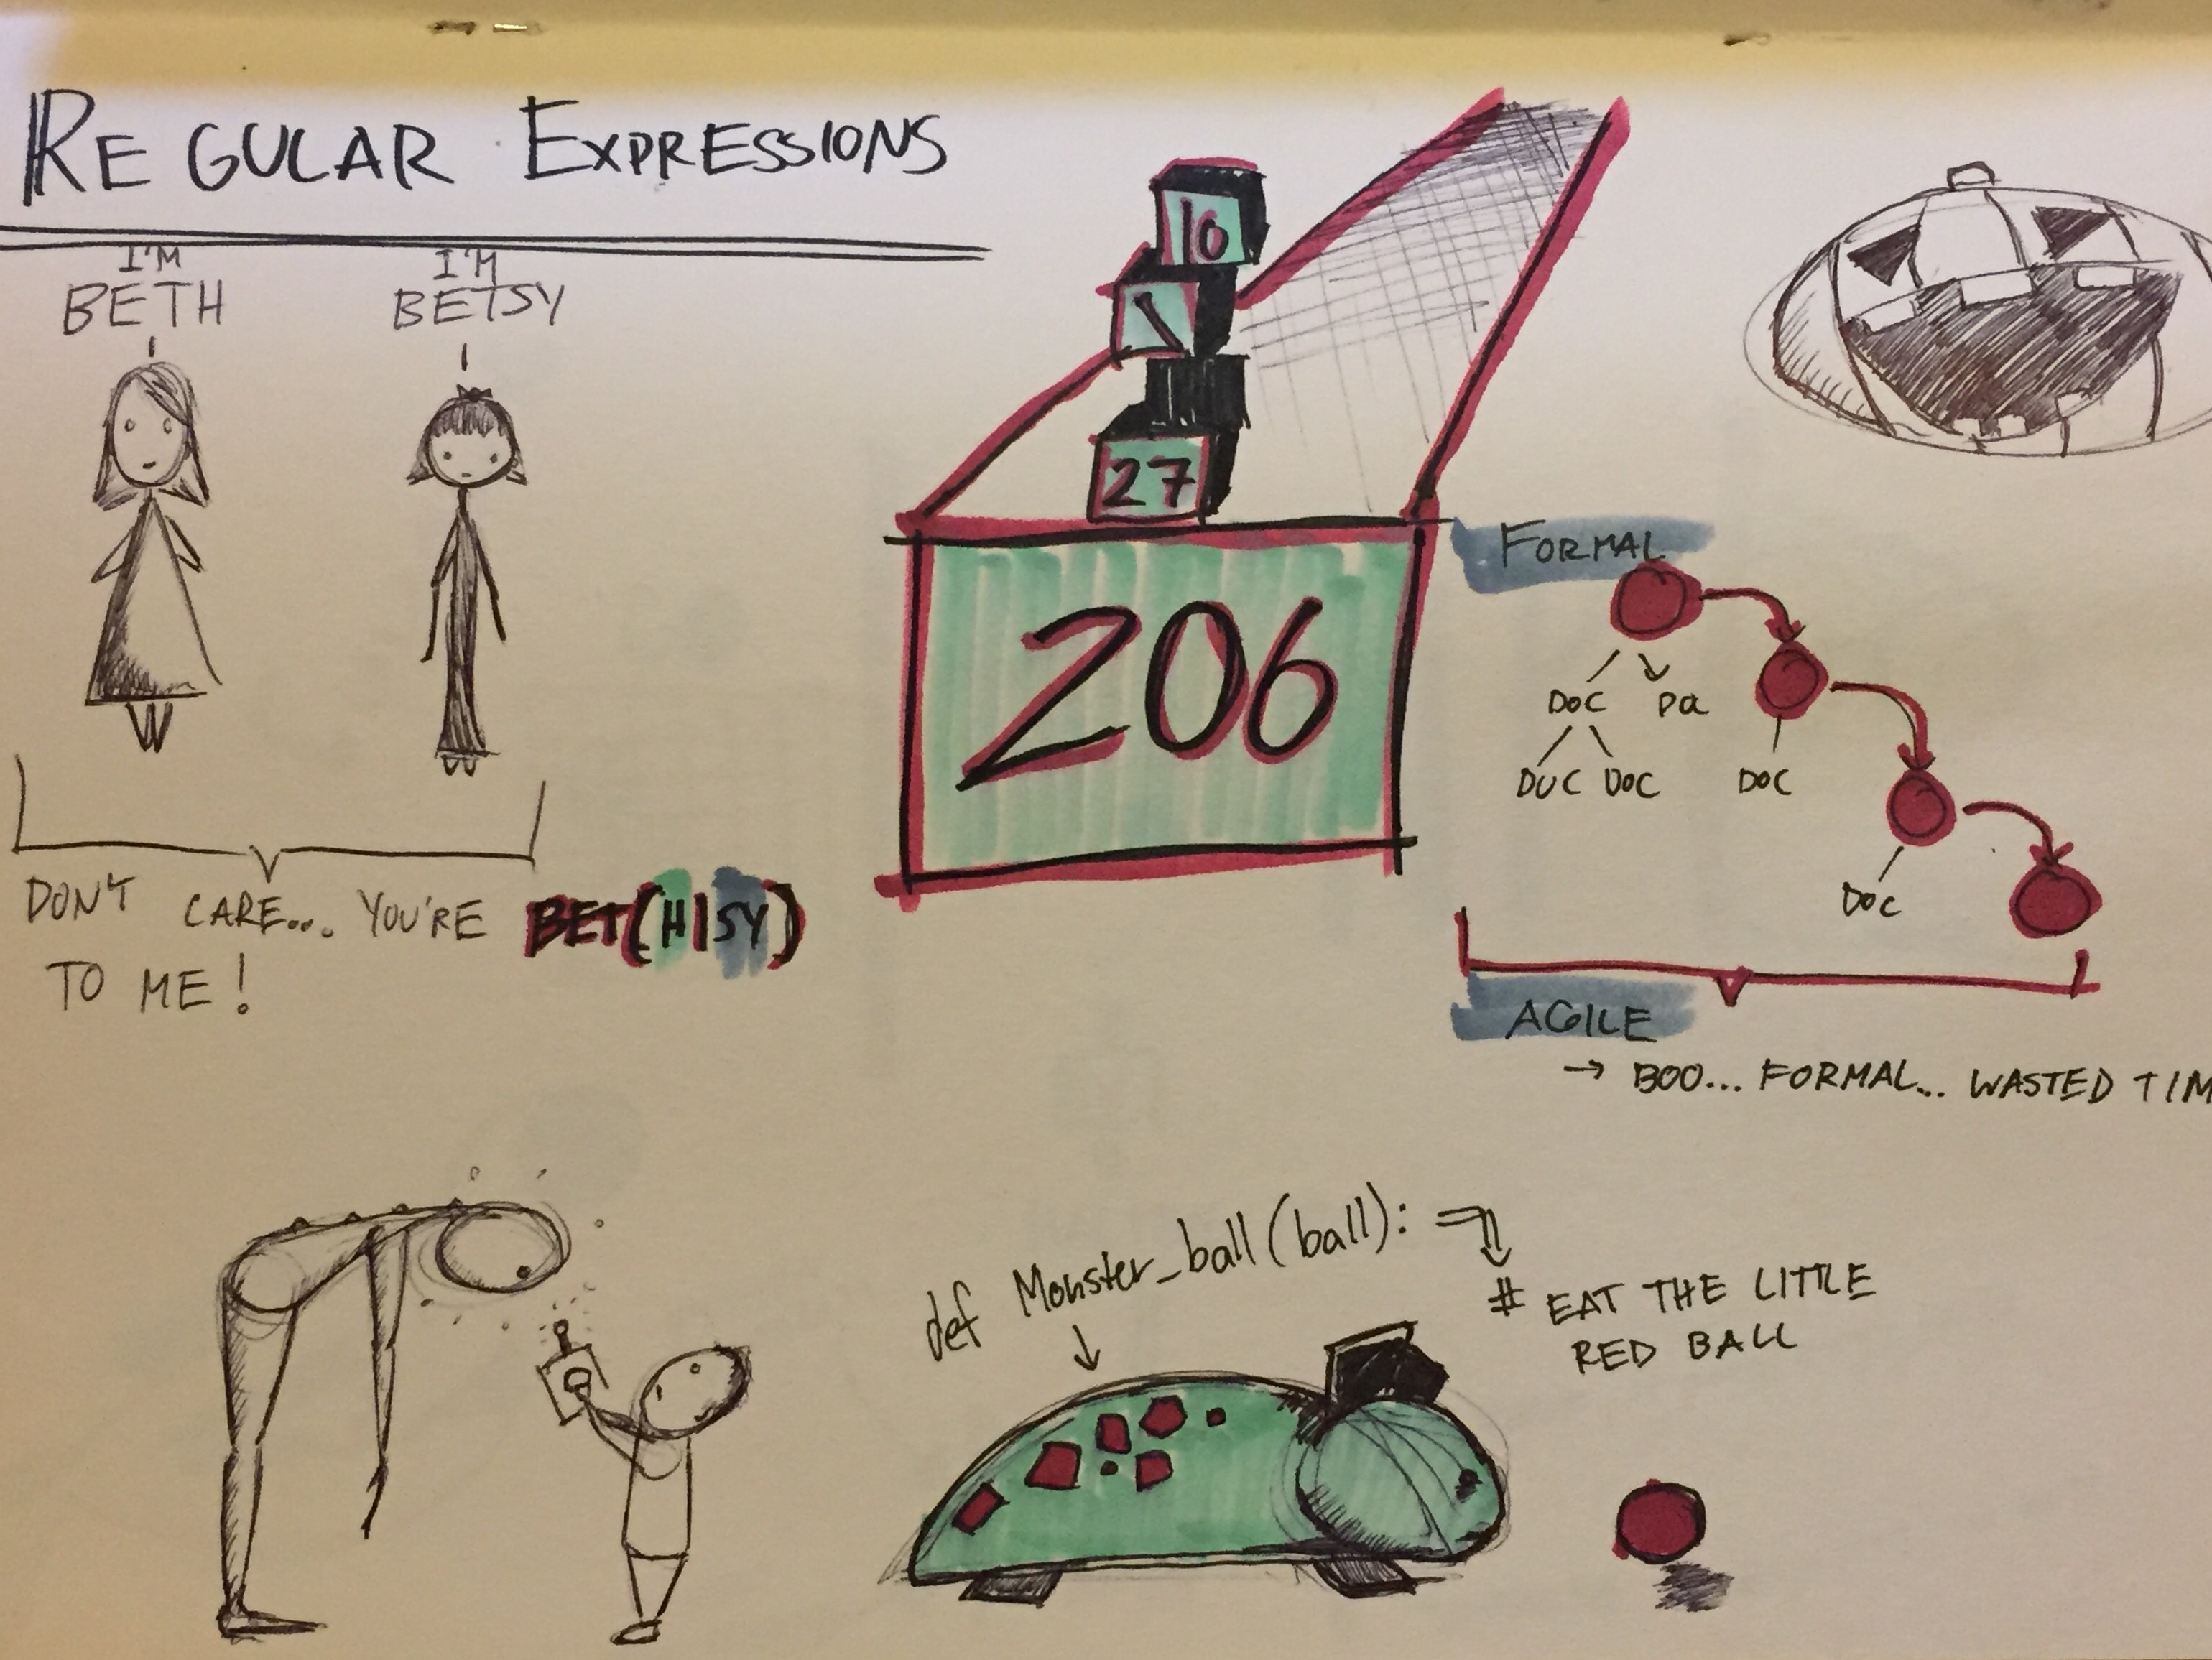 REGULAR EXPRESSIONS
I'M
BETH
I'M
BETSY
DON'T CARE... YOU'RE BET(H|SY)
TO ME!
10
1
27
206
FORMAL
DOC
DUC DOC
DOC
DOC
AGILE
→ BOO... FORMAL... WASTED TIM
def Monster_ball(ball):
# EAT THE LITTLE
RED BALL